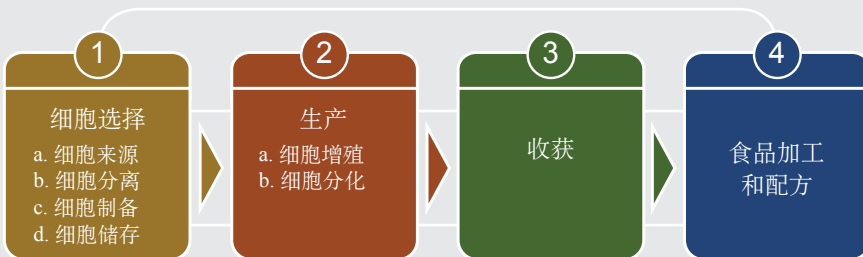 1
细胞选择
a. 细胞来源
b. 细胞分离
c. 细胞制备
d. 细胞储存
2
生产
a. 细胞增殖
b. 细胞分化
3
收获
4
食品加工
和配方